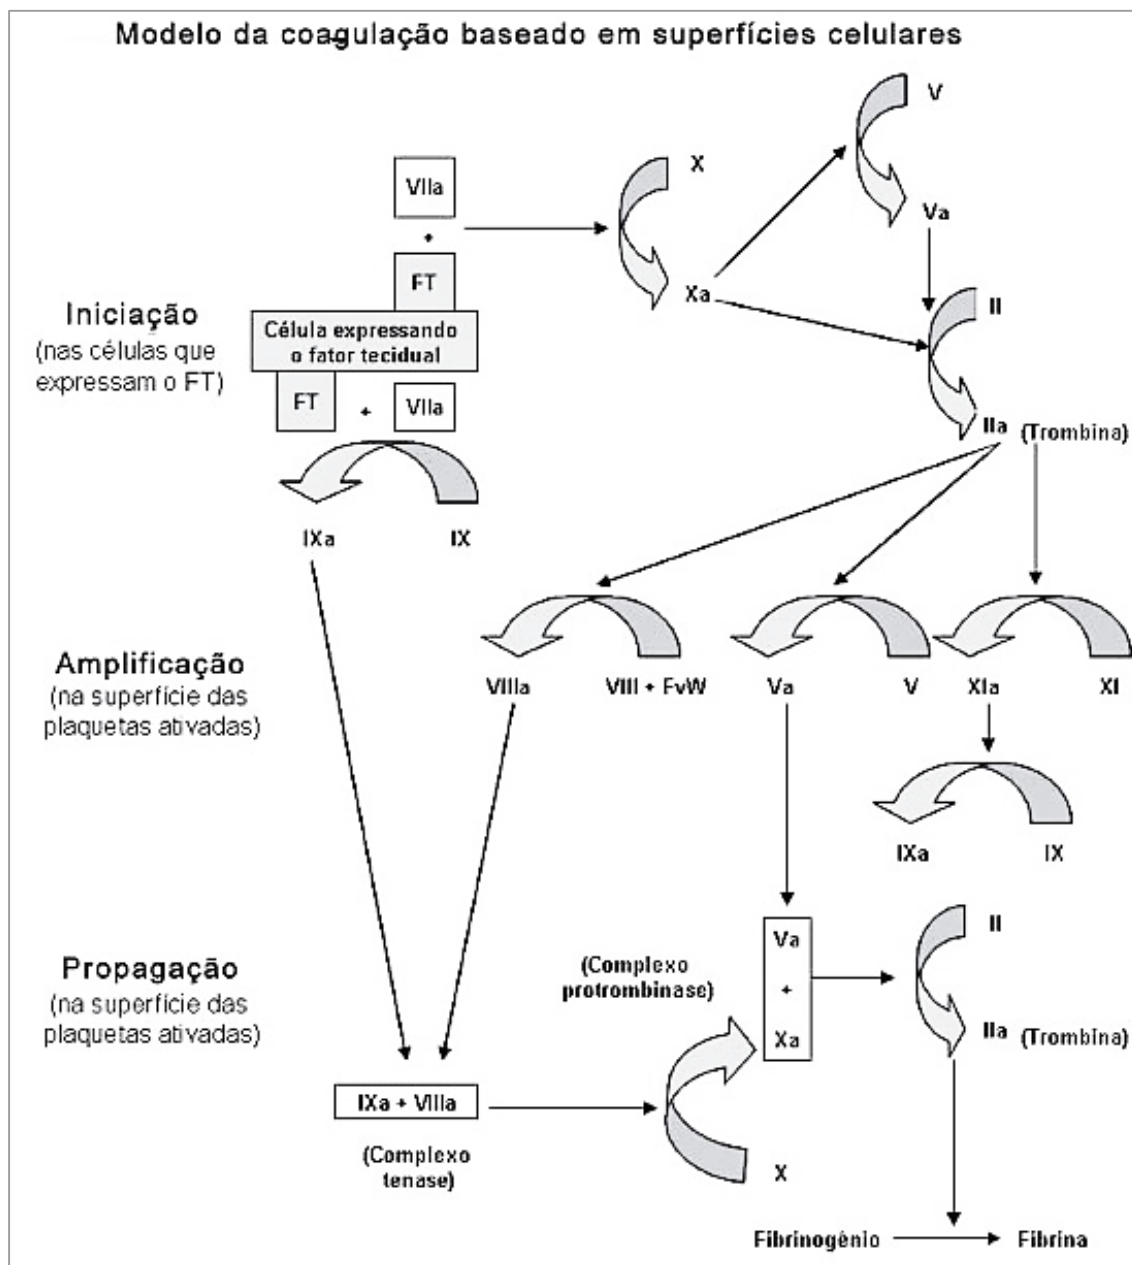 Modelo da coagulação baseado em superfícies celulares
V
X
VIIa
+
FT
Va
Xa
II
Iniciação
(nas células que
expressam o FT)
Célula expressando
o fator tecidual
FT
+
VIIa
IIa (Trombina)
IXa
IX
Amplificação
(na superfície das
plaquetas ativadas)
VIIIa
VIII + FvW
Va
V
XIa
XI
IXa
IX
Propagação
(na superfície das
plaquetas ativadas)
(Complexo
protrombinase)
Va
+
Xa
II
IIa (Trombina)
IXa + VIIIa
(Complexo
tenase)
X
Fibrinogênio
Fibrina